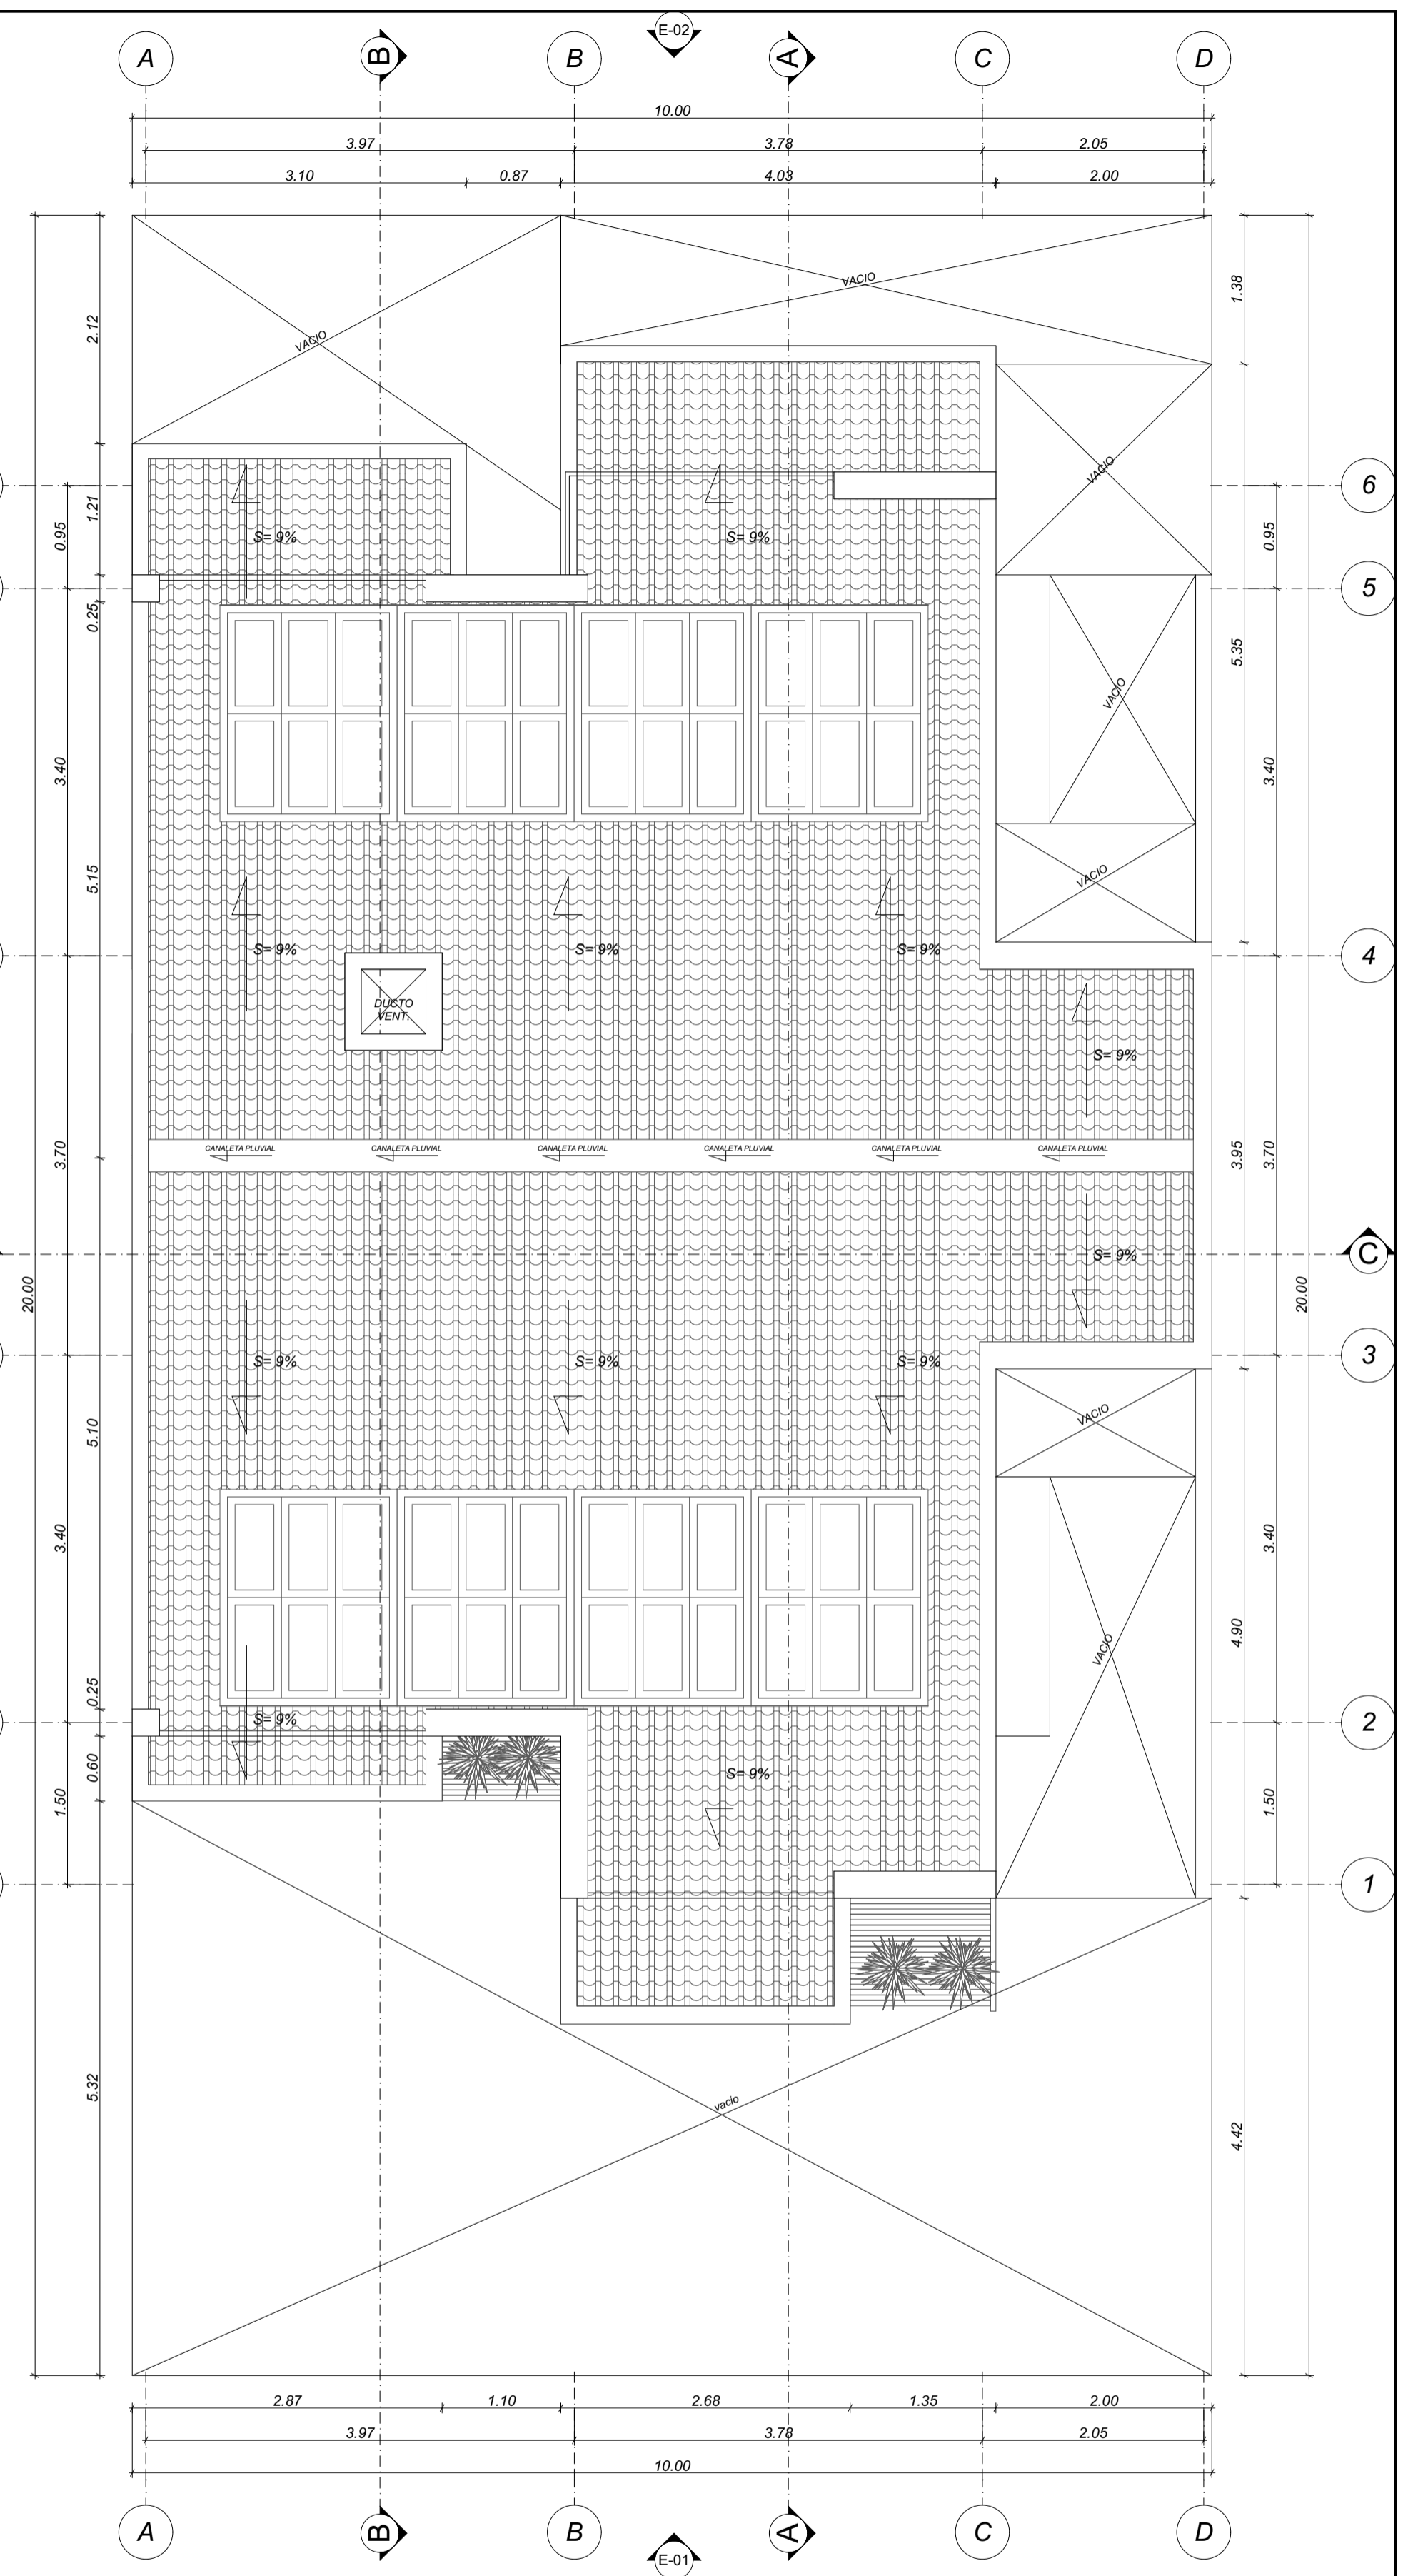 E-02
A B B A C D
10.00
3.97 3.78 2.05
3.10 0.87 4.03 2.00
VACIO
VACIO
1.38
2.12
VACIO
6
1.21
0.95
0.95
S= 9% S= 9%
5
0.25
5.35
VACIO
3.40
3.40
5.15
VACIO
S= 9% S= 9% S= 9%
4
DUCTO
VENT.
S= 9%
CANALETA PLUVIAL CANALETA PLUVIAL CANALETA PLUVIAL CANALETA PLUVIAL CANALETA PLUVIAL CANALETA PLUVIAL
3.70
3.95
3.70
S= 9%
C
20.00
20.00
3
S= 9% S= 9% S= 9%
VACIO
5.10
3.40
3.40
4.90
VACIO
0.25
S= 9%
2
0.60
S= 9%
1.50
1.50
1
5.32
vacio
4.42
2.87 1.10 2.68 1.35 2.00
3.97 3.78 2.05
10.00
A B B A C D
E-01